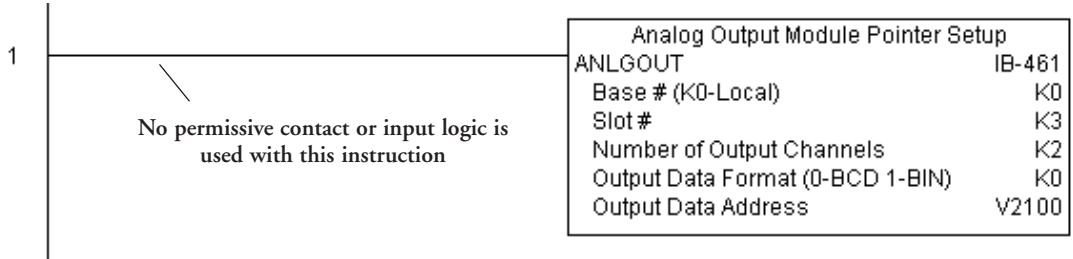 1
No permissive contact or input logic is
used with this instruction
Analog Output Module Pointer Setup
ANLGOUT IB-461
Base # (K0-Local) K0
Slot # K3
Number of Output Channels K2
Output Data Format (0-BCD 1-BIN) K0
Output Data Address V2100